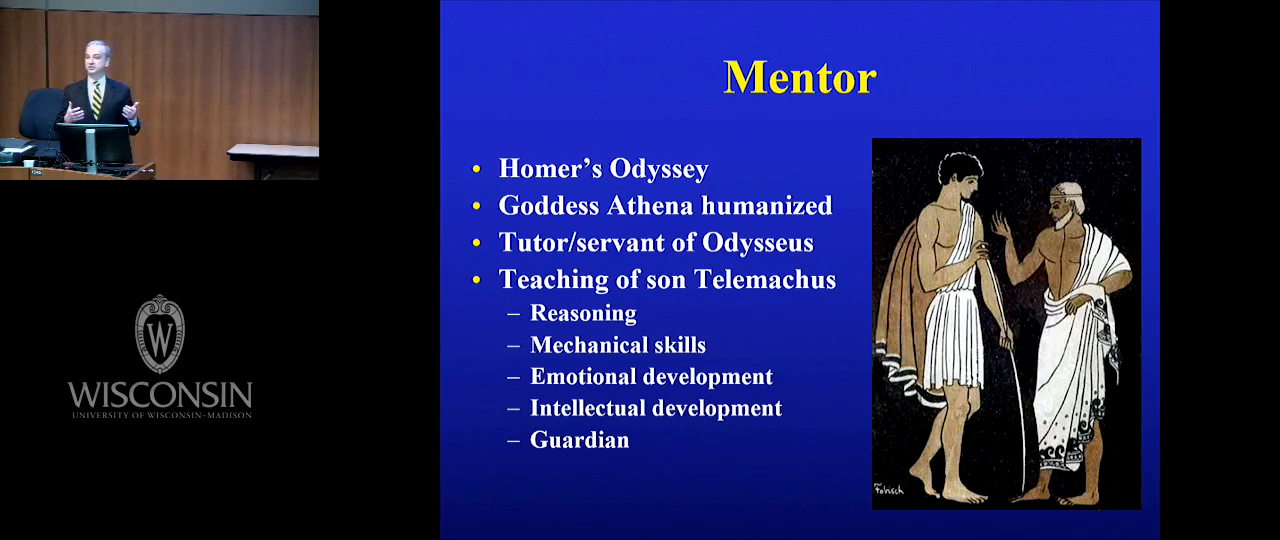 Mentor
• Homer’s Odyssey
• Goddess Athena humanized
• Tutor/servant of Odysseus
• Teaching of son Telemachus
– Reasoning
– Mechanical skills
– Emotional development
– Intellectual development
– Guardian
Fabisch
W
WISCONSIN
UNIVERSITY OF WISCONSIN–MADISON